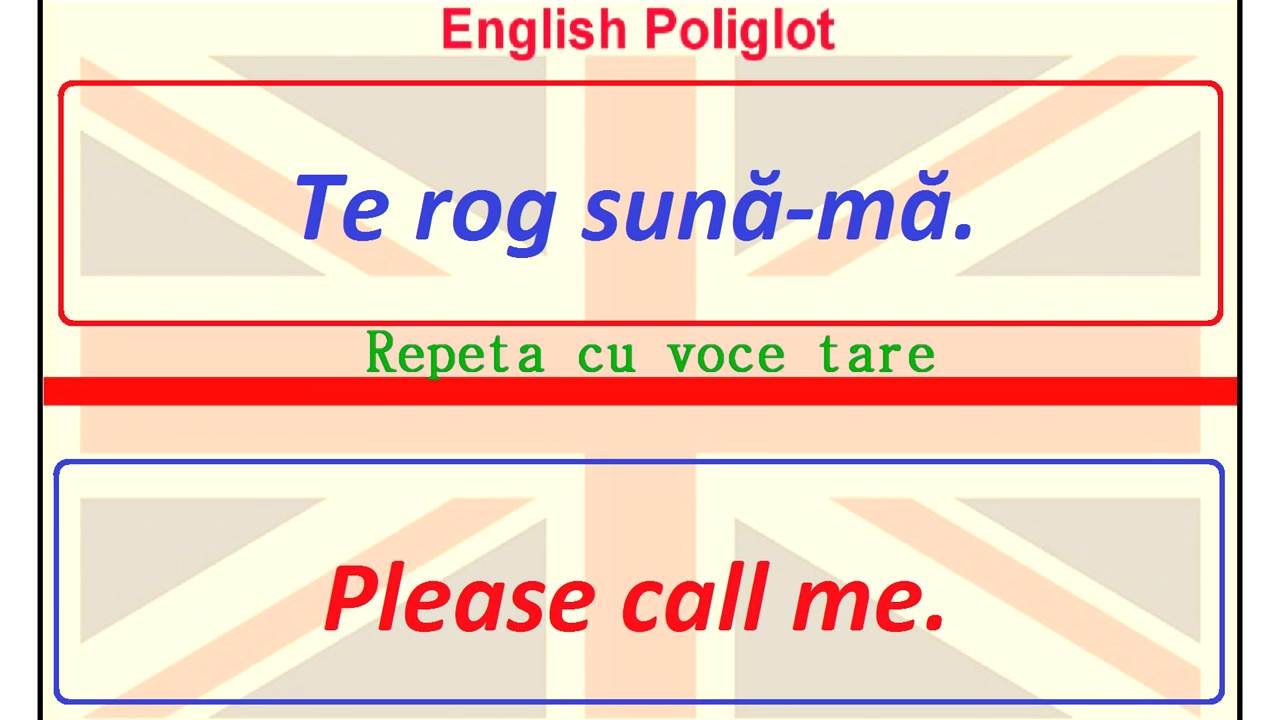 English Poliglot
Te rog sună-mă.
Repeta cu voce tare
Please call me.